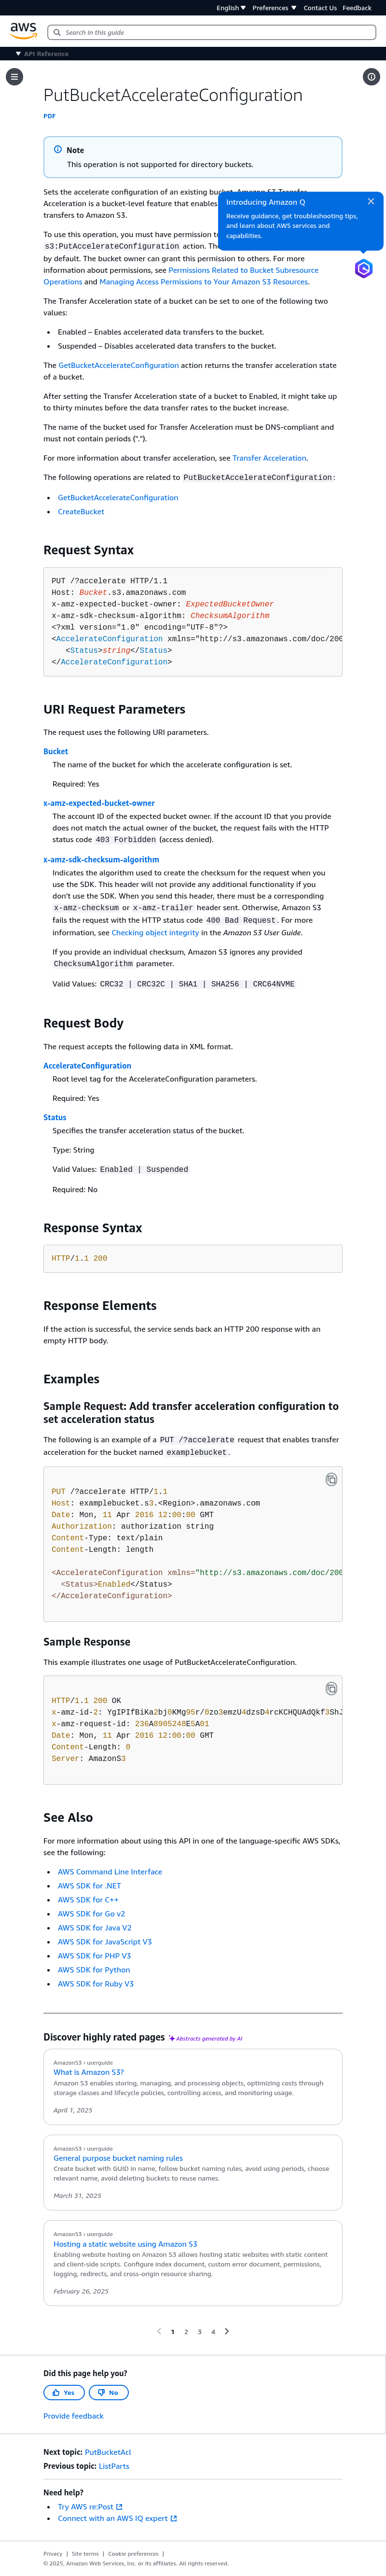 English Preferences Contact Us Feedback
aws
Search in this guide
API Reference
PutBucketAccelerateConfiguration
PDF
Note
This operation is not supported for directory buckets.
Sets the accelerate configuration of an existing bucket. Amazon S3 Transfer
Acceleration is a bucket-level feature that enables
transfers to Amazon S3.
Introducing Amazon Q
Receive guidance, get troubleshooting tips,
and learn about AWS services and
capabilities.
To use this operation, you must have permission to
s3:PutAccelerateConfiguration action. The
by default. The bucket owner can grant this permission to others. For more
information about permissions, see Permissions Related to Bucket Subresource
Operations and Managing Access Permissions to Your Amazon S3 Resources.
The Transfer Acceleration state of a bucket can be set to one of the following two
values:
• Enabled – Enables accelerated data transfers to the bucket.
• Suspended – Disables accelerated data transfers to the bucket.
The GetBucketAccelerateConfiguration action returns the transfer acceleration state
of a bucket.
After setting the Transfer Acceleration state of a bucket to Enabled, it might take up
to thirty minutes before the data transfer rates to the bucket increase.
The name of the bucket used for Transfer Acceleration must be DNS-compliant and
must not contain periods (".").
For more information about transfer acceleration, see Transfer Acceleration.
The following operations are related to PutBucketAccelerateConfiguration:
• GetBucketAccelerateConfiguration
• CreateBucket
Request Syntax
PUT /?accelerate HTTP/1.1
Host: Bucket.s3.amazonaws.com
x-amz-expected-bucket-owner: ExpectedBucketOwner
x-amz-sdk-checksum-algorithm: ChecksumAlgorithm
<?xml version="1.0" encoding="UTF-8"?>
<AccelerateConfiguration xmlns="http://s3.amazonaws.com/doc/200
<Status>string</Status>
</AccelerateConfiguration>
URI Request Parameters
The request uses the following URI parameters.
Bucket
The name of the bucket for which the accelerate configuration is set.
Required: Yes
x-amz-expected-bucket-owner
The account ID of the expected bucket owner. If the account ID that you provide
does not match the actual owner of the bucket, the request fails with the HTTP
status code 403 Forbidden (access denied).
x-amz-sdk-checksum-algorithm
Indicates the algorithm used to create the checksum for the request when you
use the SDK. This header will not provide any additional functionality if you
don't use the SDK. When you send this header, there must be a corresponding
x-amz-checksum or x-amz-trailer header sent. Otherwise, Amazon S3
fails the request with the HTTP status code 400 Bad Request. For more
information, see Checking object integrity in the Amazon S3 User Guide.
If you provide an individual checksum, Amazon S3 ignores any provided
ChecksumAlgorithm parameter.
Valid Values: CRC32 | CRC32C | SHA1 | SHA256 | CRC64NVME
Request Body
The request accepts the following data in XML format.
AccelerateConfiguration
Root level tag for the AccelerateConfiguration parameters.
Required: Yes
Status
Specifies the transfer acceleration status of the bucket.
Type: String
Valid Values: Enabled | Suspended
Required: No
Response Syntax
HTTP/1.1 200
Response Elements
If the action is successful, the service sends back an HTTP 200 response with an
empty HTTP body.
Examples
Sample Request: Add transfer acceleration configuration to
set acceleration status
The following is an example of a PUT /?accelerate request that enables transfer
acceleration for the bucket named examplebucket.
PUT /?accelerate HTTP/1.1
Host: examplebucket.s3.<Region>.amazonaws.com
Date: Mon, 11 Apr 2016 12:00:00 GMT
Authorization: authorization string
Content-Type: text/plain
Content-Length: length
<AccelerateConfiguration xmlns="http://s3.amazonaws.com/doc/200
<Status>Enabled</Status>
</AccelerateConfiguration>
Sample Response
This example illustrates one usage of PutBucketAccelerateConfiguration.
HTTP/1.1 200 OK
x-amz-id-2: YgIPIfBiKa2bj0KMg95r/0zo3emzU4dzsD4rcKCHQUAdQkf3ShJ
x-amz-request-id: 236A8905248E5A01
Date: Mon, 11 Apr 2016 12:00:00 GMT
Content-Length: 0
Server: AmazonS3
See Also
For more information about using this API in one of the language-specific AWS SDKs,
see the following:
• AWS Command Line Interface
• AWS SDK for .NET
• AWS SDK for C++
• AWS SDK for Go v2
• AWS SDK for Java V2
• AWS SDK for JavaScript V3
• AWS SDK for PHP V3
• AWS SDK for Python
• AWS SDK for Ruby V3
Discover highly rated pages Abstracts generated by AI
AmazonS3 › userguide
What is Amazon S3?
Amazon S3 enables storing, managing, and processing objects, optimizing costs through
storage classes and lifecycle policies, controlling access, and monitoring usage.
April 1, 2025
AmazonS3 › userguide
General purpose bucket naming rules
Create bucket with GUID in name, follow bucket naming rules, avoid using periods, choose
relevant name, avoid deleting buckets to reuse names.
March 31, 2025
AmazonS3 › userguide
Hosting a static website using Amazon S3
Enabling website hosting on Amazon S3 allows hosting static websites with static content
and client-side scripts. Configure index document, custom error document, permissions,
logging, redirects, and cross-origin resource sharing.
February 26, 2025
1 2 3 4
Did this page help you?
Yes No
Provide feedback
Next topic: PutBucketAcl
Previous topic: ListParts
Need help?
• Try AWS re:Post
• Connect with an AWS IQ expert
Privacy | Site terms | Cookie preferences |
© 2025, Amazon Web Services, Inc. or its affiliates. All rights reserved.